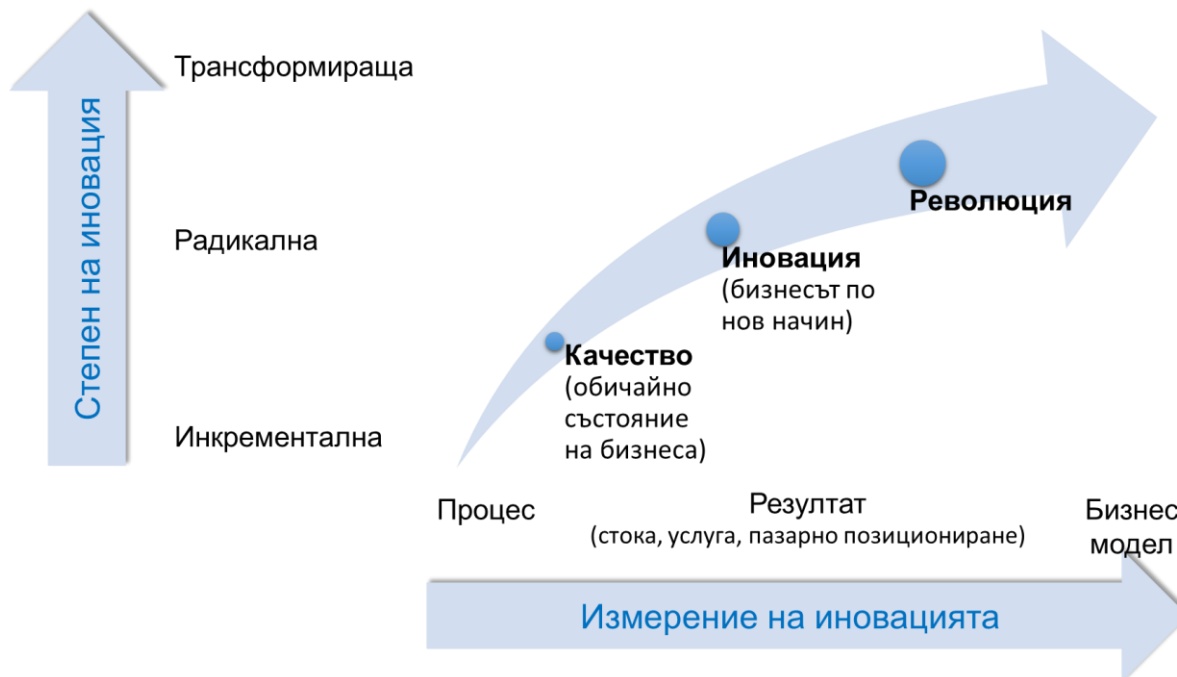 Степен на иновация
Трансформираща
Радикална
Инкрементална
Революция
Иновация
(бизнесът по
нов начин)
Качество
(обичайно
състояние
на бизнеса)
Процес
Резултат
(стока, услуга, пазарно позициониране)
Бизнес
модел
Измерение на иновацията